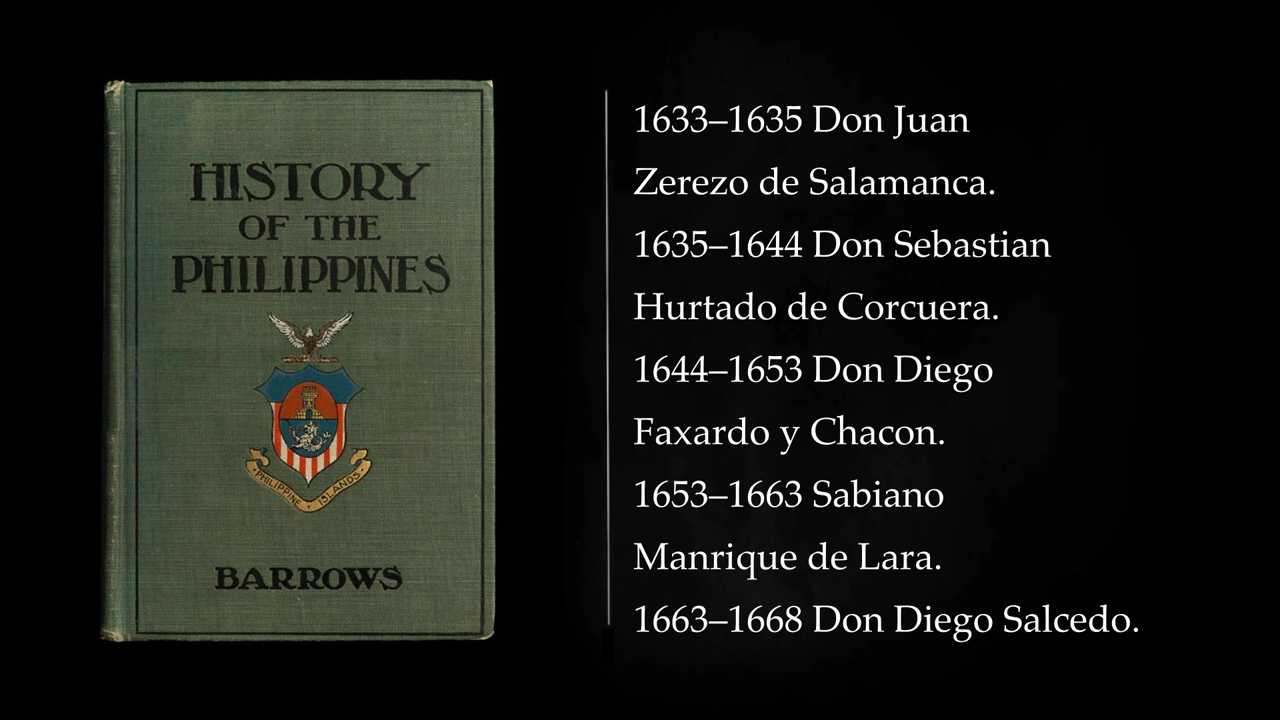 HISTORY
OF THE
PHILIPPINES
PHILIPPINE ISLANDS
BARROWS
1633–1635 Don Juan
Zerezo de Salamanca.
1635–1644 Don Sebastian
Hurtado de Corcuera.
1644–1653 Don Diego
Faxardo y Chacon.
1653–1663 Sabiano
Manrique de Lara.
1663–1668 Don Diego Salcedo.